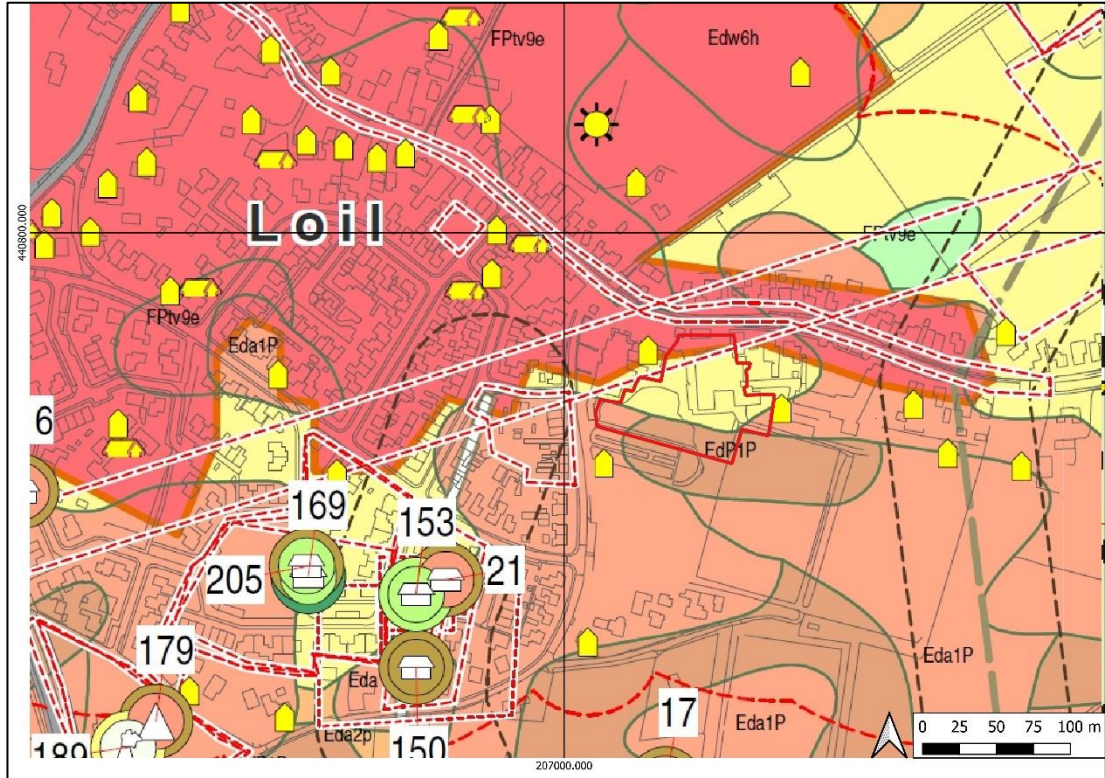 FPtv9e
Edw6h
Loil
440800.000
FPtv9e
FPtv9e
Eda1P
6
EdP1P
169
153
205
21
179
Eda
Eda1P
Eda2p
17
Eda1P
189
150
0 25 50 75 100 m
207000.000